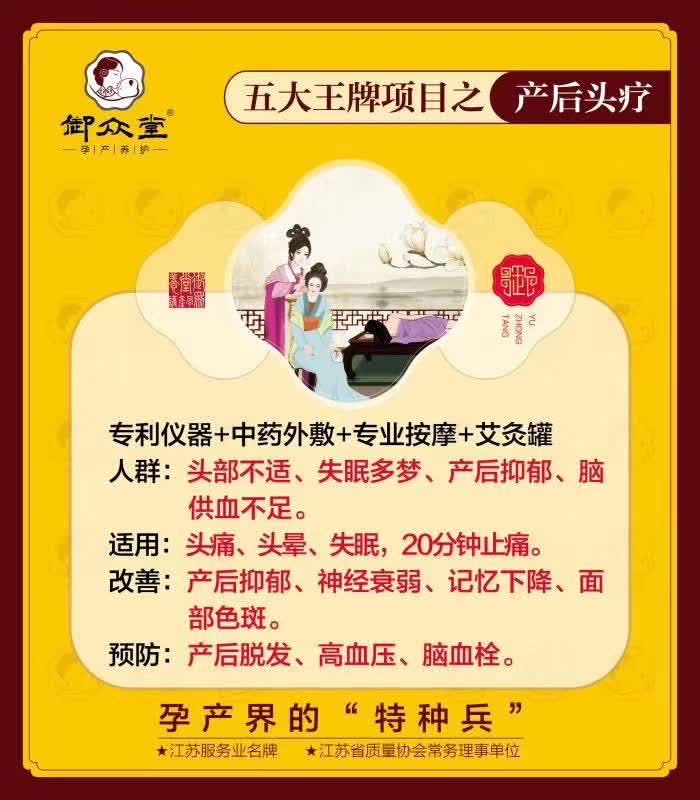 御众堂®
孕|产|养|护
五大王牌项目之 产后头疗
YU
ZHONG
TANG
专利仪器+中药外敷+专业按摩+艾灸罐
人群：头部不适、失眠多梦、产后抑郁、脑
供血不足。
适用：头痛、头晕、失眠，20分钟止痛。
改善：产后抑郁、神经衰弱、记忆下降、面
部色斑。
预防：产后脱发、高血压、脑血栓。
孕产界的“特种兵”
★江苏服务业名牌 ★江苏省质量协会常务理事单位